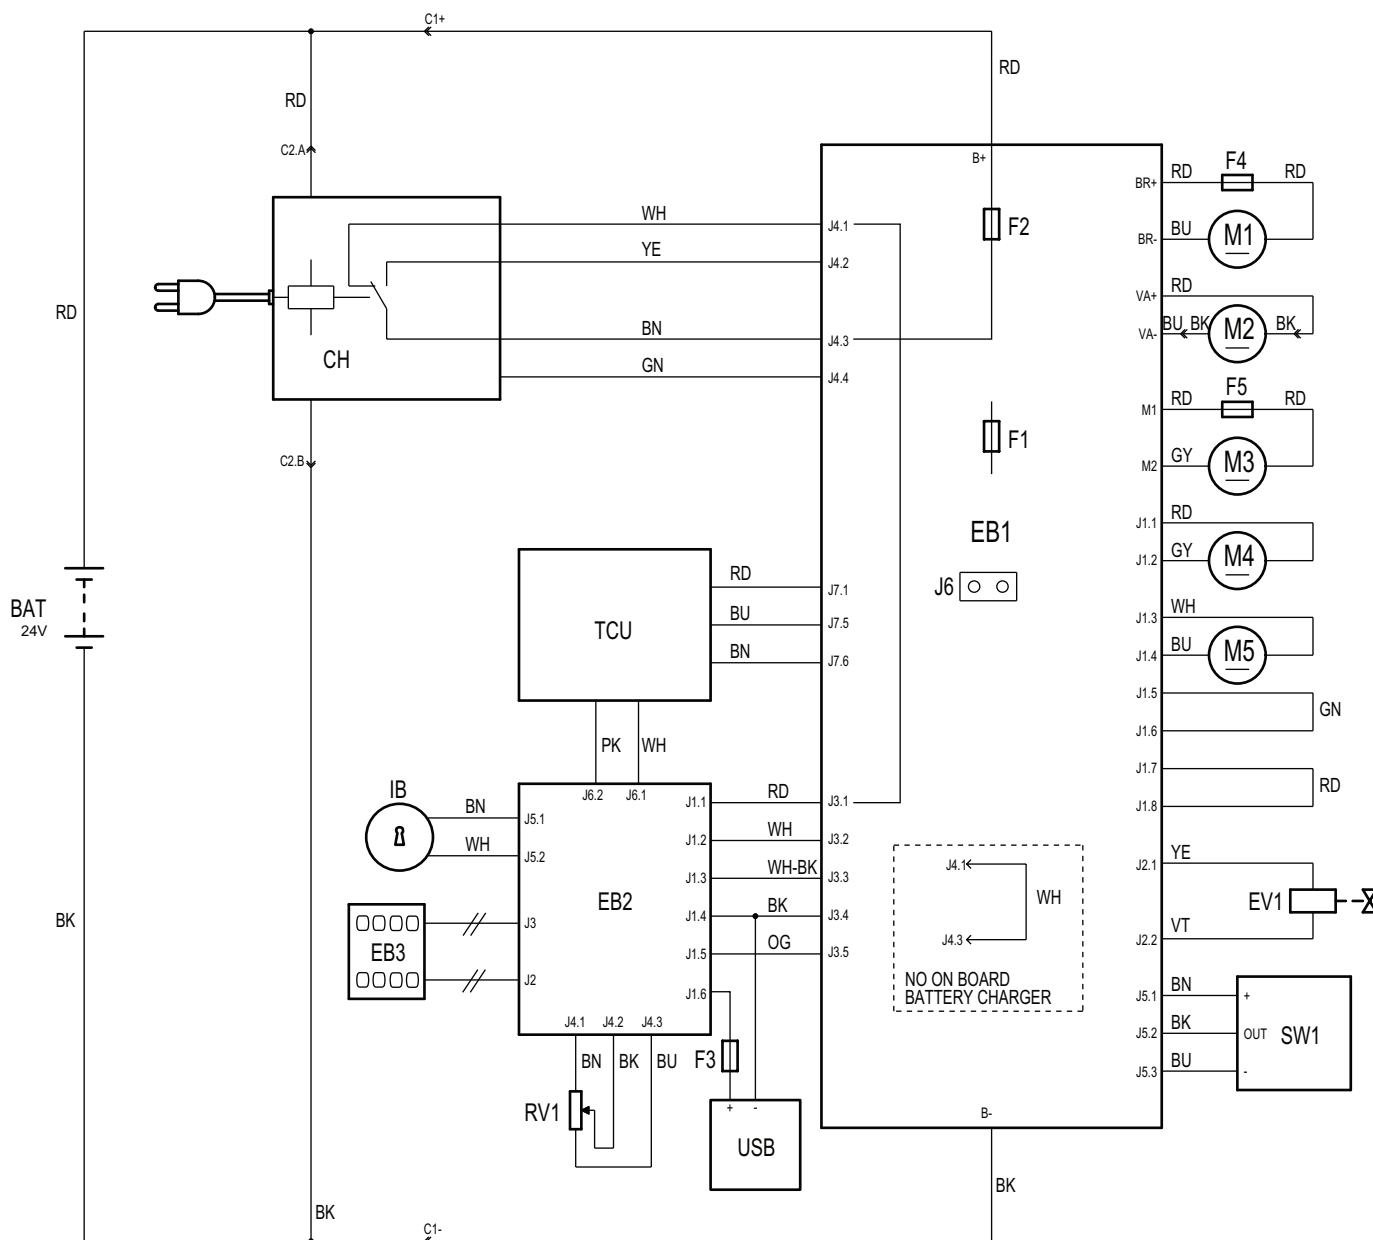 C1+
RD
RD
C2.A
B+
BR+ RD F4 RD
WH
J4.1
F2
BR- BU M1
YE
J4.2
VA+ RD
RD
BN
J4.3
VA- BU BK M2 BK
CH
GN
J4.4
F5
M1 RD RD
F1
C2.B
M2 GY M3
J1.1 RD
EB1
J1.2 GY M4
RD
J7.1
J6
BAT
24V
TCU
BU
J7.5
J1.3 WH
BN
J7.6
J1.4 BU M5
J1.5
GN
J1.6
PK WH
J1.7
IB
J6.2 J6.1
RD
J1.8
BN
J5.1
J1.1 RD J3.1
WH
J5.2
J1.2 WH J3.2
J1.3 WH-BK J3.3
J4.1
WH
J4.3
NO ON BOARD
BATTERY CHARGER
J2.1 YE
EV1
J2.2 VT
BK
EB3
J3
J2
EB2
J1.4 BK J3.4
J1.5 OG J3.5
J1.6
J4.1 J4.2 J4.3
BN BK BU
F3
RV1
+ -
USB
J5.1 BN +
J5.2 BK OUT SW1
J5.3 BU -
B-
BK
BK
C1-